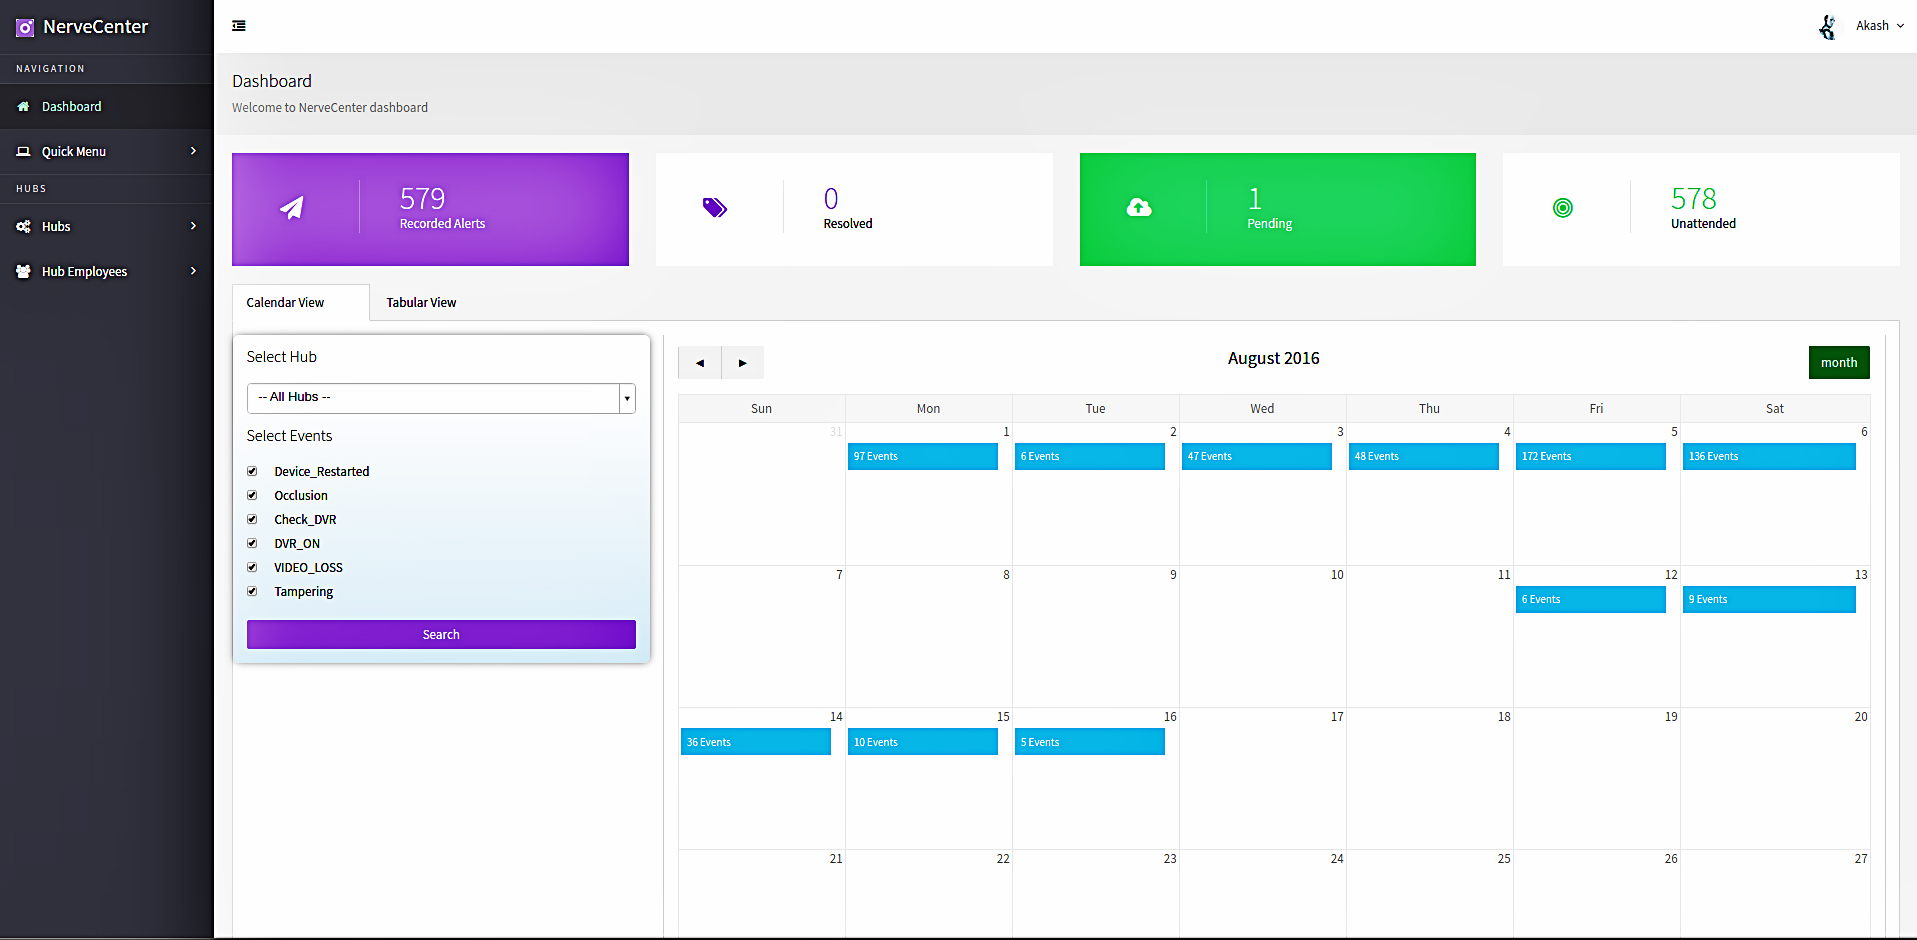 NerveCenter
Akash
NAVIGATION
Dashboard
Quick Menu
HUBS
Hubs
Hub Employees
Dashboard
Welcome to NerveCenter dashboard
579
Recorded Alerts
0
Resolved
1
Pending
578
Unattended
Calendar View
Tabular View
Select Hub
-- All Hubs --
Select Events
Device_Restarted
Occlusion
Check_DVR
DVR_ON
VIDEO_LOSS
Tampering
Search
August 2016
month
Sun Mon Tue Wed Thu Fri Sat
31 1 2 3 4 5 6
97 Events 6 Events 47 Events 48 Events 172 Events 136 Events
7 8 9 10 11 12 13
6 Events 9 Events
14 15 16 17 18 19 20
36 Events 10 Events 5 Events
21 22 23 24 25 26 27